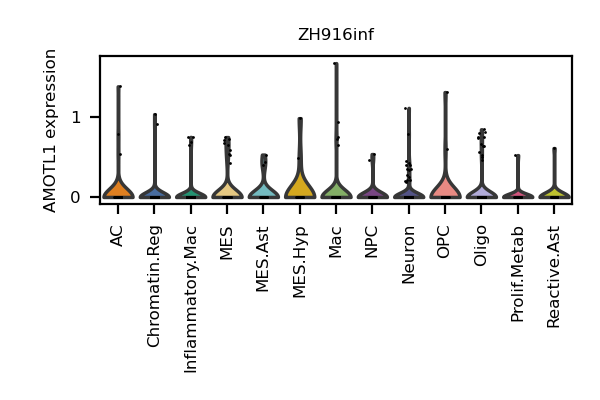 ZH916inf
AMOTL1 expression
1
0
AC
Chromatin.Reg
Inflammatory.Mac
MES
MES.Ast
MES.Hyp
Mac
NPC
Neuron
OPC
Oligo
Prolif.Metab
Reactive.Ast